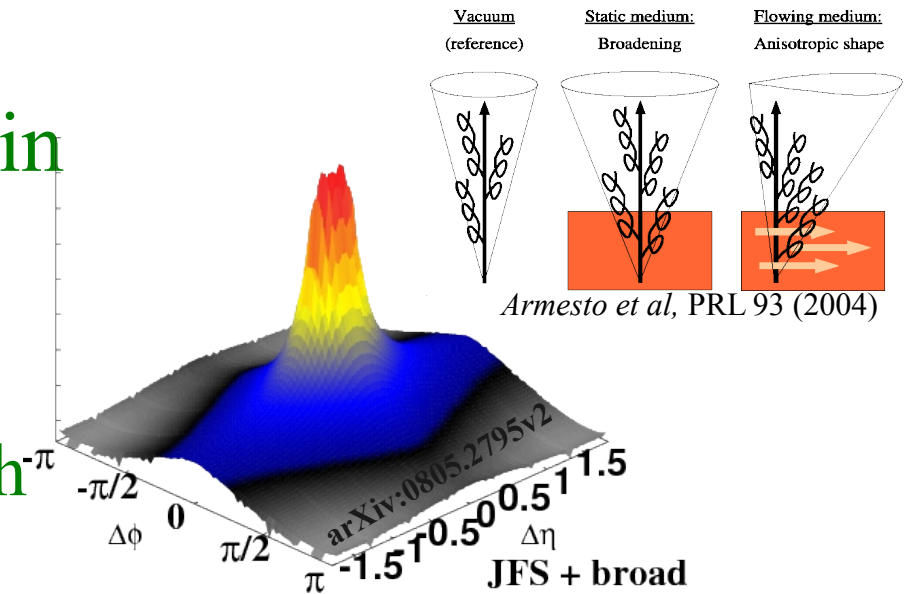 Vacuum
(reference)
Static medium:
Broadening
Flowing medium:
Anisotropic shape
in
Armesto et al, PRL 93 (2004)
h
-π
-π/2
0
π/2
π
Δφ
arXiv:0805.2795v2
-1.5
-1
-0.5
0
0.5
1
1.5
Δη
JFS + broad